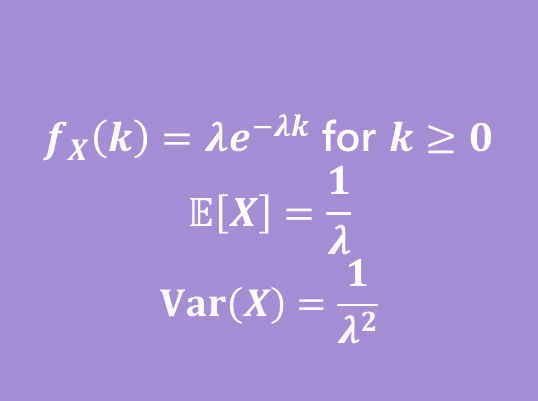 f_X(k) = λe^{−λk} for k ≥ 0
𝔼[X] = 1/λ
Var(X) = 1/λ²